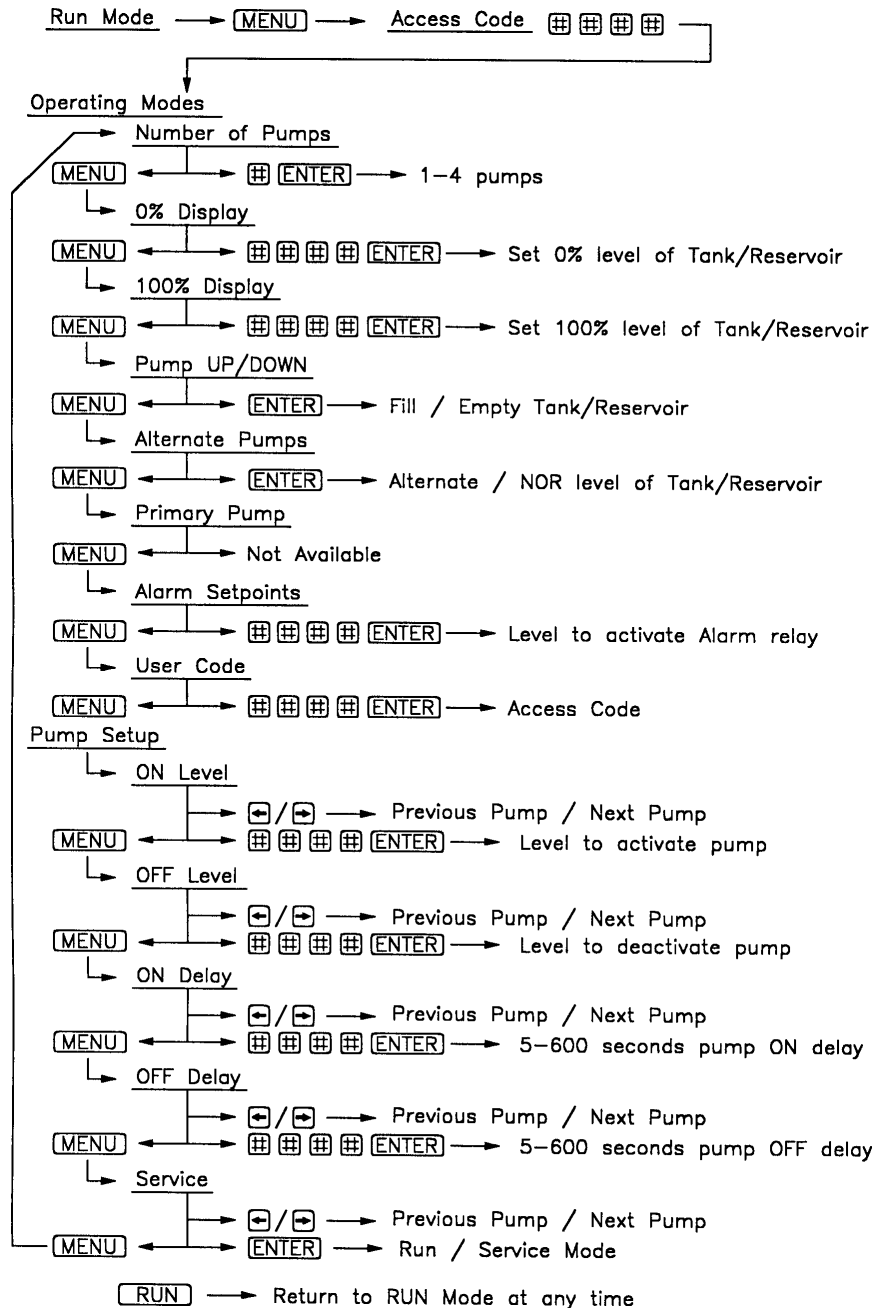 Run Mode MENU Access Code # # # #
Operating Modes
Number of Pumps
MENU # ENTER 1-4 pumps
0% Display
MENU # # # # ENTER Set 0% level of Tank/Reservoir
100% Display
MENU # # # # ENTER Set 100% level of Tank/Reservoir
Pump UP/DOWN
MENU ENTER Fill / Empty Tank/Reservoir
Alternate Pumps
MENU ENTER Alternate / NOR level of Tank/Reservoir
Primary Pump
MENU Not Available
Alarm Setpoints
MENU # # # # ENTER Level to activate Alarm relay
User Code
MENU # # # # ENTER Access Code
Pump Setup
ON Level
←/→ Previous Pump / Next Pump
MENU # # # # ENTER Level to activate pump
OFF Level
←/→ Previous Pump / Next Pump
MENU # # # # ENTER Level to deactivate pump
ON Delay
←/→ Previous Pump / Next Pump
MENU # # # # ENTER 5-600 seconds pump ON delay
OFF Delay
←/→ Previous Pump / Next Pump
MENU # # # # ENTER 5-600 seconds pump OFF delay
Service
←/→ Previous Pump / Next Pump
MENU ENTER Run / Service Mode
RUN Return to RUN Mode at any time